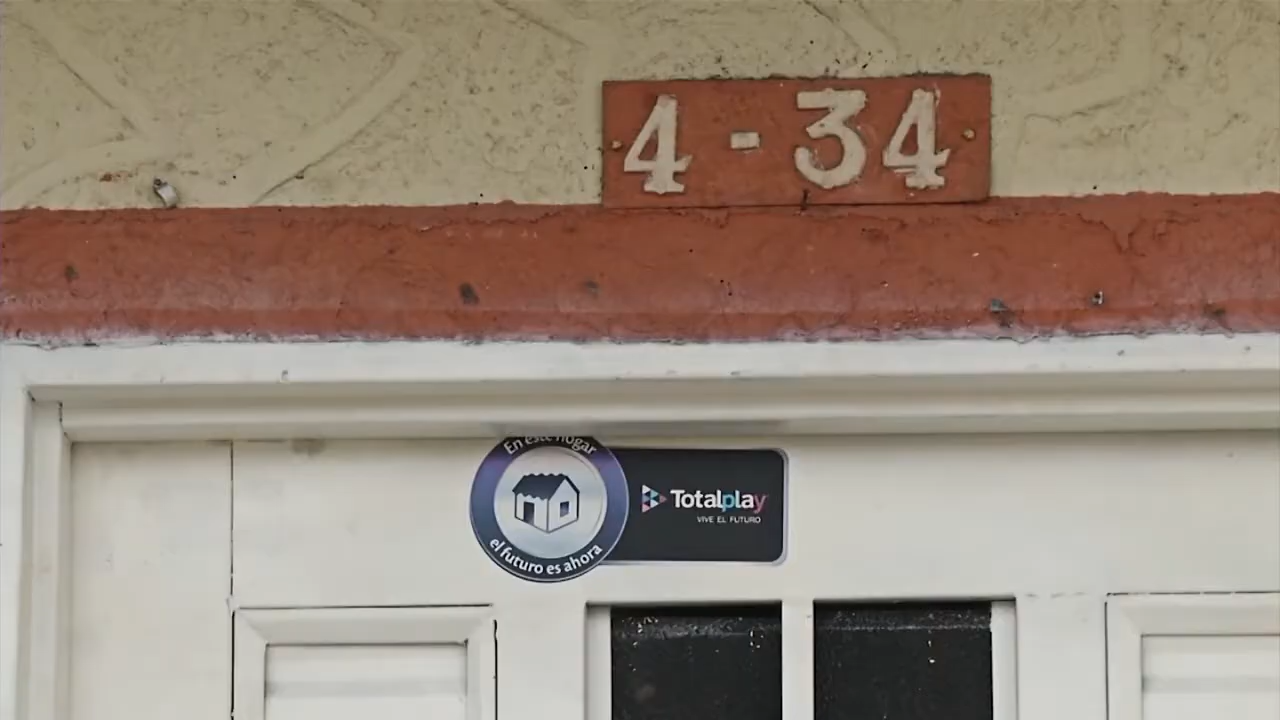 4 - 34
En este hogar
el futuro es ahora
Totalplay
VIVE EL FUTURO